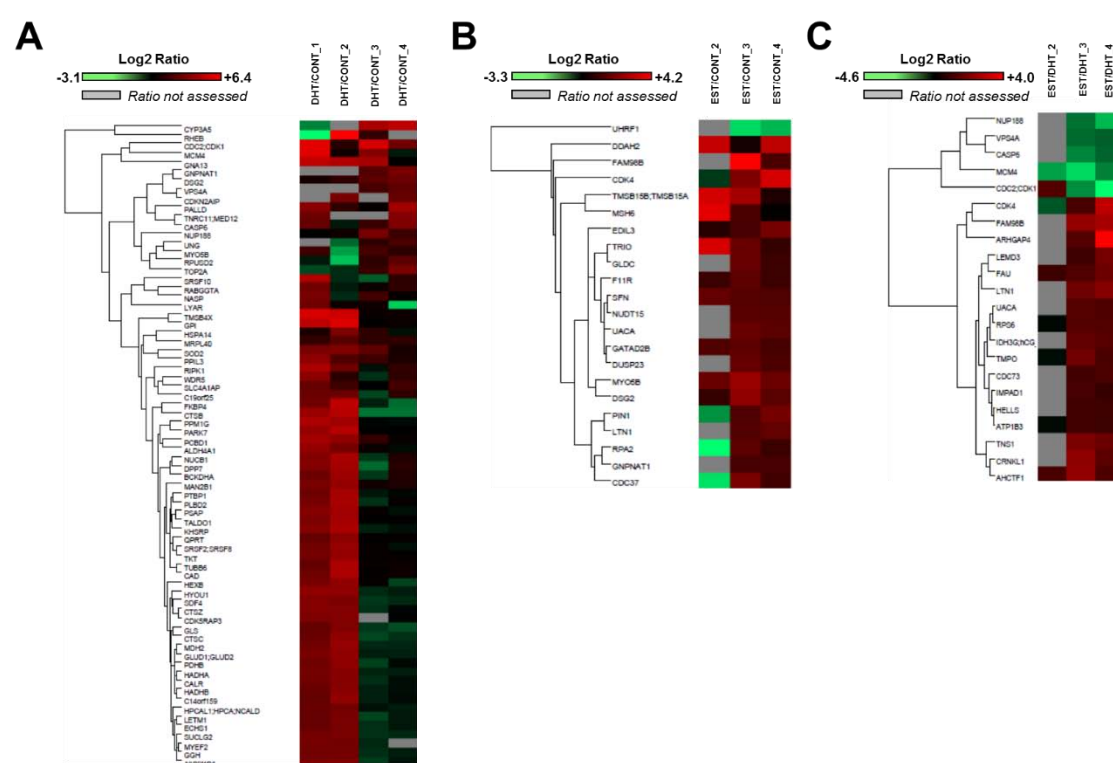 A
Log2 Ratio
-3.1
+6.4
Ratio not assessed
DHT/CONT_1
DHT/CONT_2
DHT/CONT_3
DHT/CONT_4
CYP3A5
RHEB
CDC2;CDK1
MCM4
GNA13
GNPNAT1
DSG2
VPS4A
CDKN2AIP
PALLD
TNRC11;MED12
CASP6
NUP188
UNG
MYO6B
RPUSD2
TOP2A
SRSF10
RABGGTA
NASP
LYAR
TMSB4X
GPI
HSPA14
MRPL40
SOD2
PPIL3
RIPK1
WDR5
SLC4A1AP
C19orf25
FKBP4
CTSB
PPM1G
PARK7
PCBD1
ALDH4A1
NUCB1
DPP7
BCKDHA
MAN2B1
PTBP1
PLBD2
PSAP
TALDO1
KHSRP
QPRT
SRSF2;SRSF8
TKT
TUBB6
CAD
HEXB
HYOU1
SDF4
CTSZ
CDK5RAP3
GLS
CTSC
MDH2
GLUD1;GLUD2
PDHB
HADHA
CALR
HADHB
C14orf159
HPCAL1;HPCA;NCALD
LETM1
ECHS1
SUCLG2
MYEF2
GGH
B
Log2 Ratio
-3.3
+4.2
Ratio not assessed
EST/CONT_2
EST/CONT_3
EST/CONT_4
UHRF1
DDAH2
FAM98B
CDK4
TMSB15B;TMSB15A
MSH6
EDIL3
TRIO
GLDC
F11R
SFN
NUDT15
UACA
GATAD2B
DUSP23
MYO6B
DSG2
PIN1
LTN1
RPA2
GNPNAT1
CDC37
C
Log2 Ratio
-4.6
+4.0
Ratio not assessed
EST/DHT_2
EST/DHT_3
EST/DHT_4
NUP188
VPS4A
CASP6
MCM4
CDC2;CDK1
CDK4
FAM98B
ARHGAP4
LEMD3
FAU
LTN1
UACA
RPS6
IDH3G;hCG_
TMPO
CDC73
IMPAD1
HELLS
ATP1B3
TNS1
CRNKL1
AHCTF1